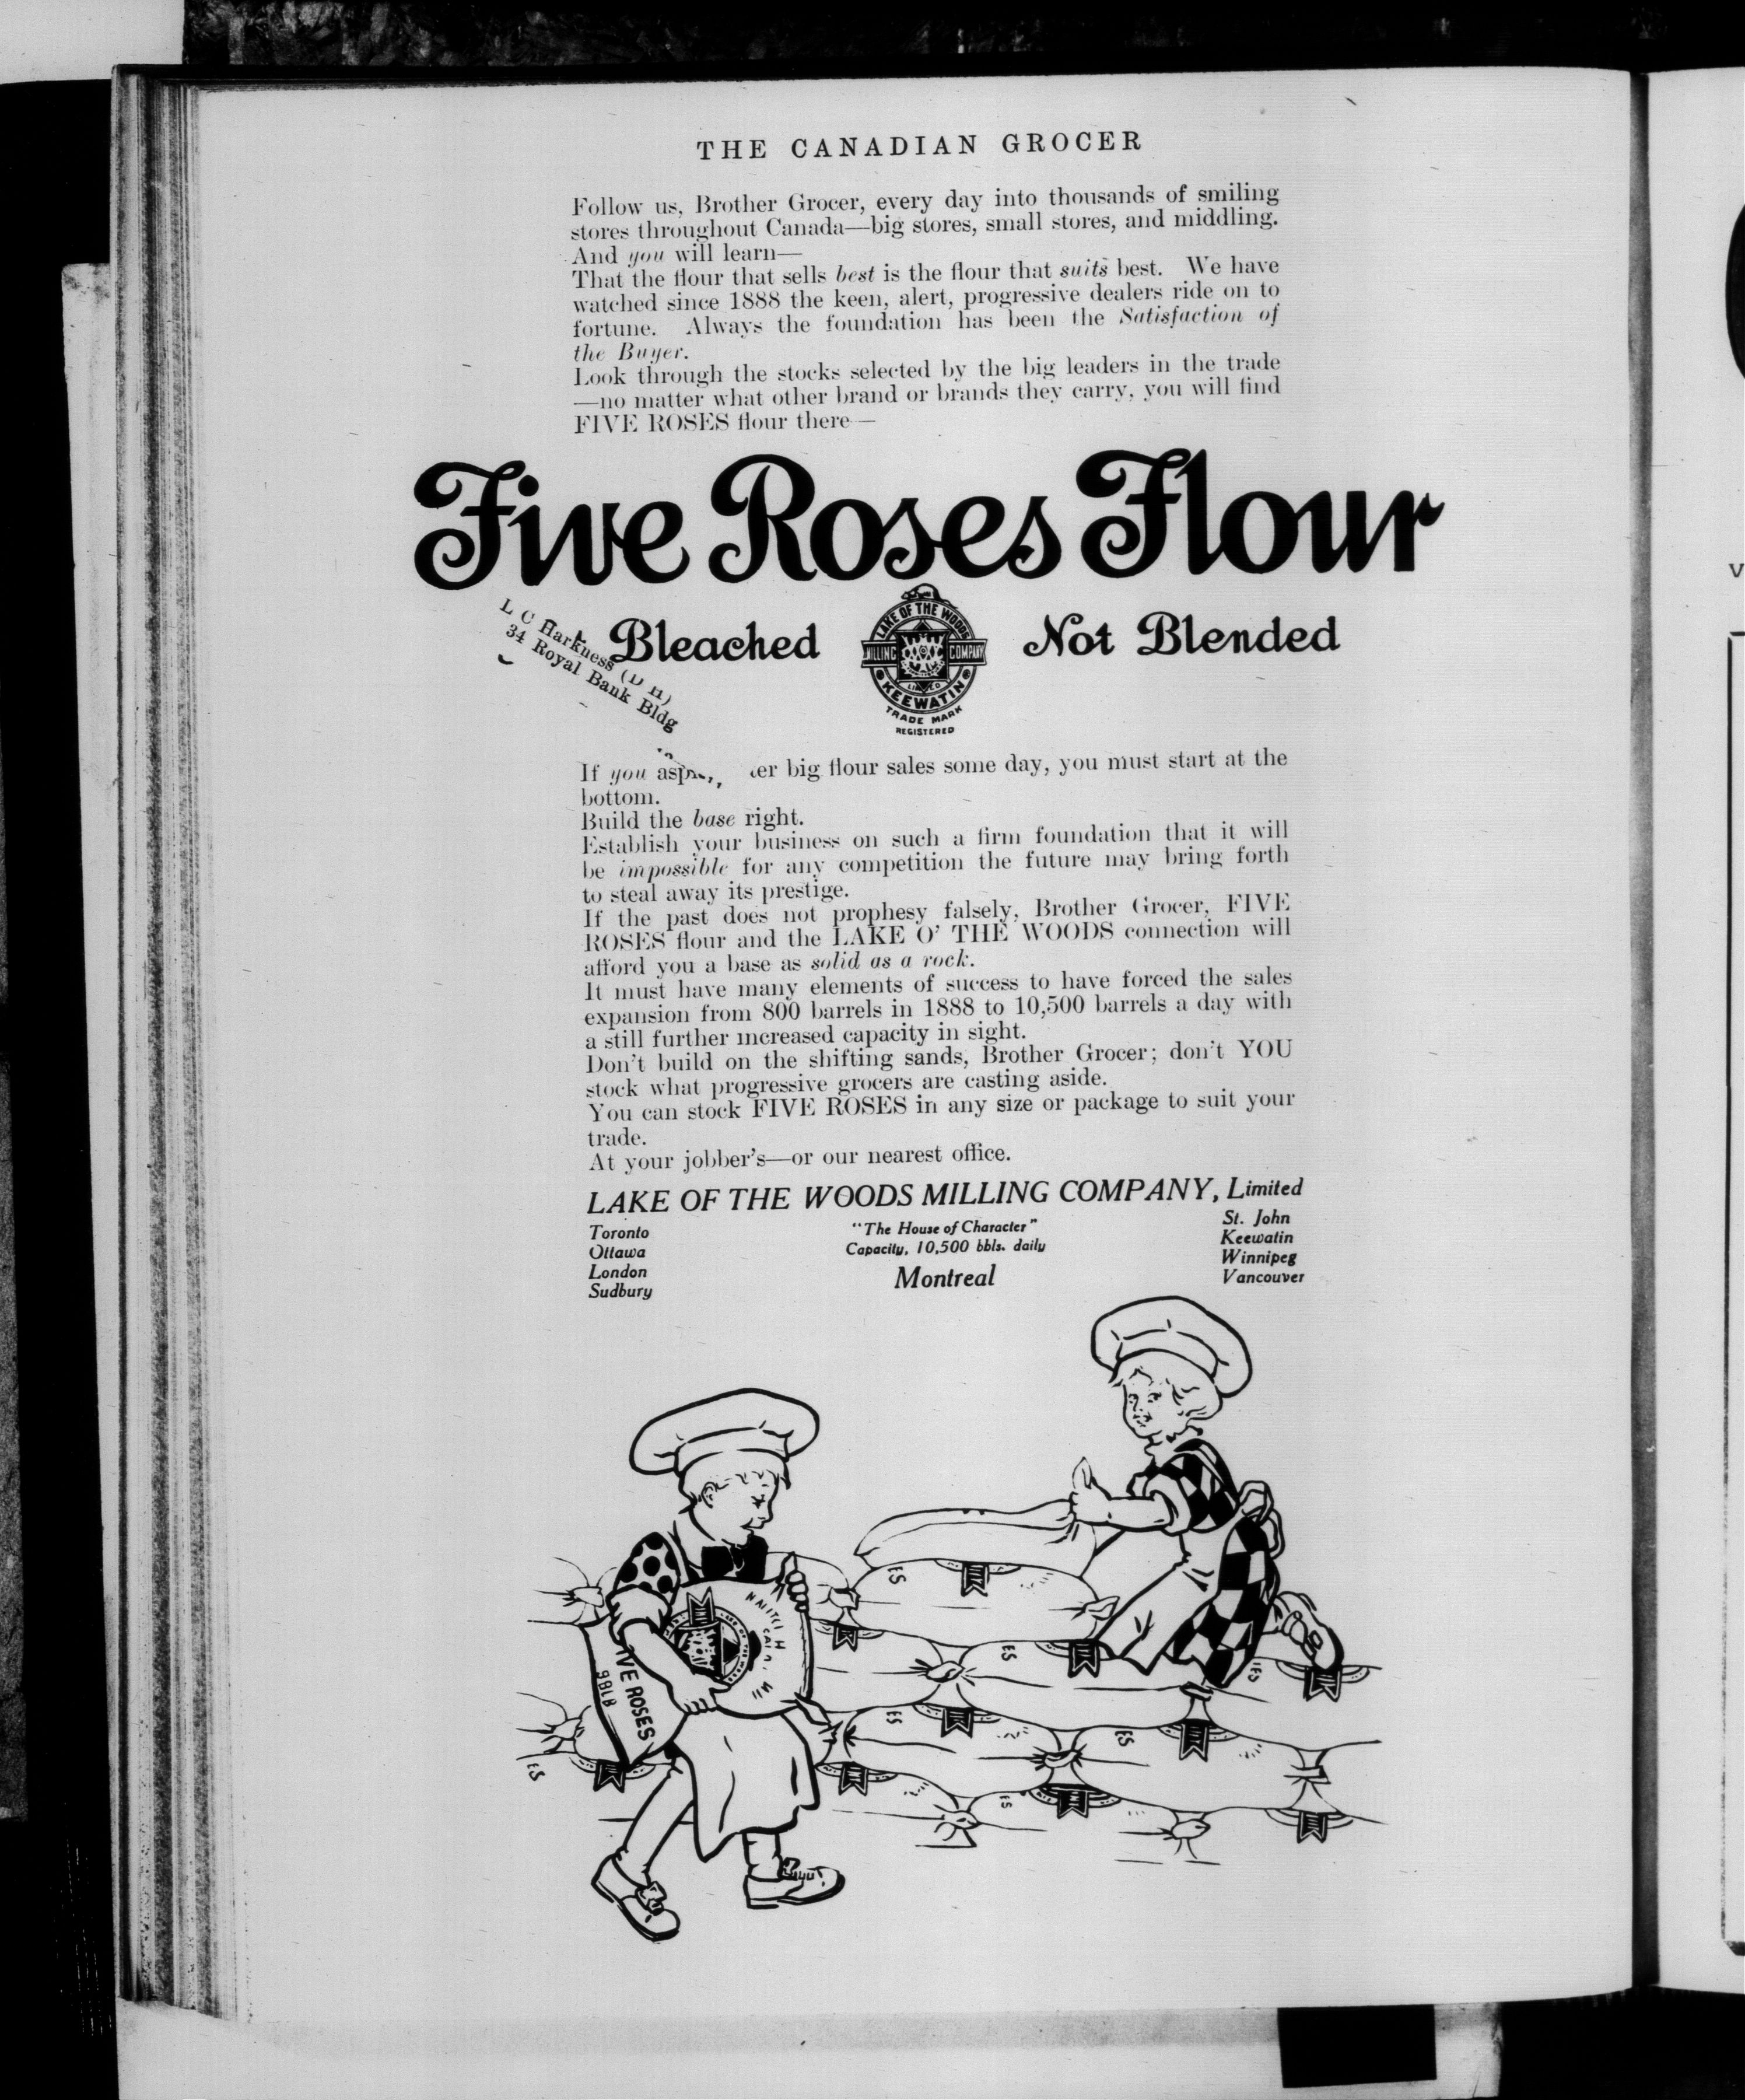 THE CANADIAN GROCER
Follow us, Brother Grocer, every day into thousands of smiling
stores throughout Canada—big stores, small stores, and middling.
And you will learn—
That the flour that sells best is the flour that suits best. We have
watched since 1888 the keen, alert, progressive dealers ride on to
fortune. Always the foundation has been the Satisfaction of
the Buyer.
Look through the stocks selected by the big leaders in the trade
—no matter what other brand or brands they carry, you will find
FIVE ROSES flour there—
Five Roses Flour
L C Harkness (D H)
34 Royal Bank Bldg
Bleached
LAKE OF THE WOODS
MILLING COMPANY
LIMITED
KEEWATIN
TRADE MARK
REGISTERED
Not Blended
If you big flour sales some day, you must start at the
bottom.
Build the base right.
Establish your business on such a firm foundation that it will
be impossible for any competition the future may bring forth
to steal away its prestige.
If the past does not prophesy falsely, Brother Grocer, FIVE
ROSES flour and the LAKE O' THE WOODS connection will
afford you a base as solid as a rock.
It must have many elements of success to have forced the sales
expansion from 800 barrels in 1888 to 10,500 barrels a day with
a still further increased capacity in sight.
Don't build on the shifting sands, Brother Grocer; don't YOU
stock what progressive grocers are casting aside.
You can stock FIVE ROSES in any size or package to suit your
trade.
At your jobber's—or our nearest office.
LAKE OF THE WOODS MILLING COMPANY, Limited
Toronto
Ottawa
London
Sudbury
"The House of Character"
Capacity, 10,500 bbls. daily
Montreal
St. John
Keewatin
Winnipeg
Vancouver
IVE ROSES
98LB
ES
ES
ES
ES
ES
ES